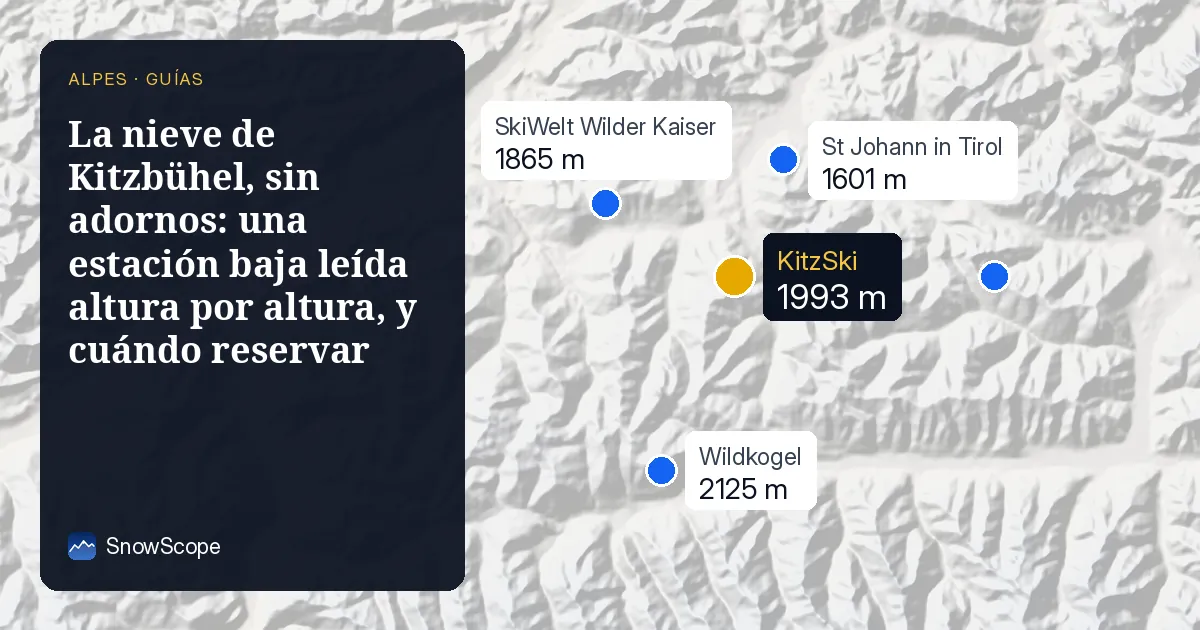 ALPES · GUÍAS
La nieve de
Kitzbühel, sin
adornos: una
estación baja leída
altura por altura, y
cuándo reservar
SnowScope
SkiWelt Wilder Kaiser
1865 m
St Johann in Tirol
1601 m
KitzSki
1993 m
Wildkogel
2125 m